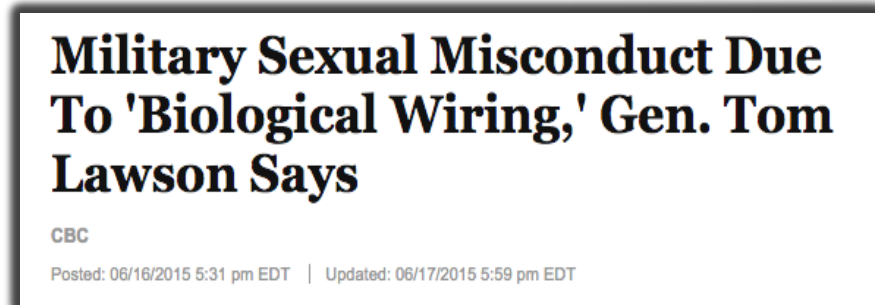 Military Sexual Misconduct Due
To 'Biological Wiring,' Gen. Tom
Lawson Says
CBC
Posted: 06/16/2015 5:31 pm EDT | Updated: 06/17/2015 5:59 pm EDT